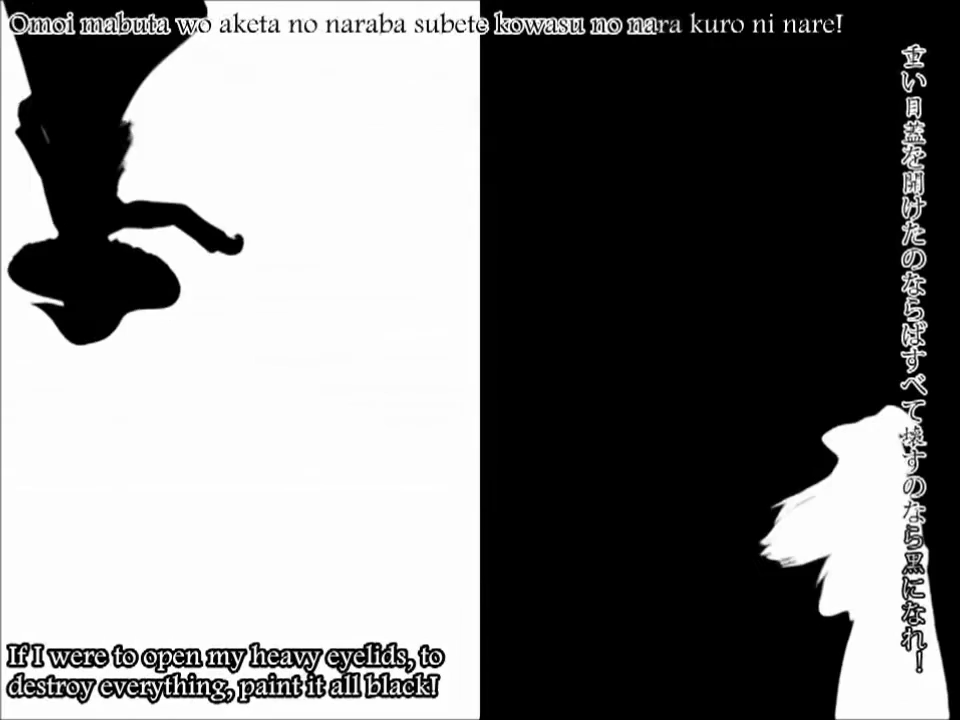 Omoi mabuta wo aketa no naraba subete kowasu no nara kuro ni nare!
重い目蓋を開けたのならばすべて壊すのなら黒になれ！
If I were to open my heavy eyelids, to
destroy everything, paint it all black!